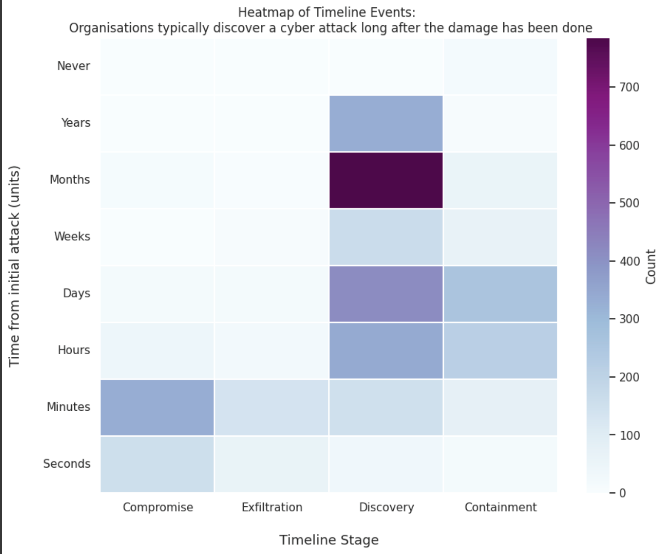 Heatmap of Timeline Events:
Organisations typically discover a cyber attack long after the damage has been done
Time from initial attack (units)
Never
Years
Months
Weeks
Days
Hours
Minutes
Seconds
Compromise
Exfiltration
Discovery
Containment
Timeline Stage
700
600
500
400
300
200
100
0
Count